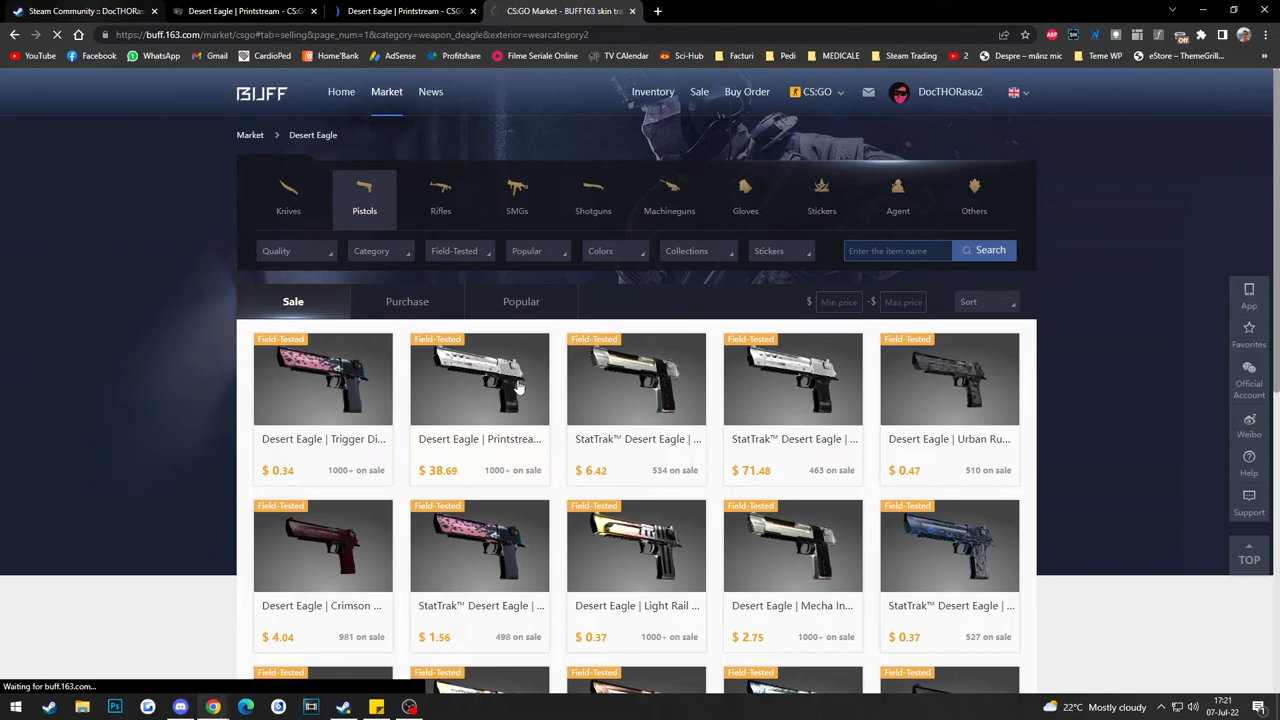 Steam Community :: DocTHORas
Desert Eagle | Printstream - CS:G
Desert Eagle | Printstream - CSGC
CS:GO Market - BUFF163 skin tra
https://buff.163.com/market/csgo#tab=selling&page_num=1&category=weapon_deagle&exterior=wearcategory2
YouTube
Facebook
WhatsApp
Gmail
CardioPed
Home'Bank
AdSense
Profitshare
Filme Seriale Online
TV CAlendar
Sci-Hub
Facturi
Pedi
MEDICALE
Steam Trading
2
Teme WP
Despre – mânz mic
eStore – ThemeGrill...
BUFF
Home
Market
News
Inventory
Sale
Buy Order
CS:GO
DocTHORasu2
Market > Desert Eagle
Knives
Pistols
Rifles
SMGs
Shotguns
Machineguns
Gloves
Stickers
Agent
Others
Quality
Category
Field-Tested
Popular
Colors
Collections
Stickers
Enter the item name
Search
Sale
Purchase
Popular
$ Min price -$ Max price
Sort
App
Favorites
Official
Account
Weibo
Help
Support
TOP
Field-Tested
Field-Tested
Field-Tested
Field-Tested
Field-Tested
Desert Eagle | Trigger Di...
Desert Eagle | Printstrea...
StatTrak™ Desert Eagle | ...
StatTrak™ Desert Eagle | ...
Desert Eagle | Urban Ru...
$ 0.34 1000+ on sale
$ 38.69 1000+ on sale
$ 6.42 534 on sale
$ 71.48 463 on sale
$ 0.47 510 on sale
Field-Tested
Field-Tested
Field-Tested
Field-Tested
Field-Tested
Desert Eagle | Crimson ...
StatTrak™ Desert Eagle | ...
Desert Eagle | Light Rail ...
Desert Eagle | Mecha In...
StatTrak™ Desert Eagle | ...
$ 4.04 981 on sale
$ 1.56 498 on sale
$ 0.37 1000+ on sale
$ 2.75 1000+ on sale
$ 0.37 527 on sale
Field-Tested
Field-Tested
Field-Tested
Field-Tested
Field-Tested
Waiting for buff.163.com...
22°C Mostly cloudy
17:21
07-Jul-22